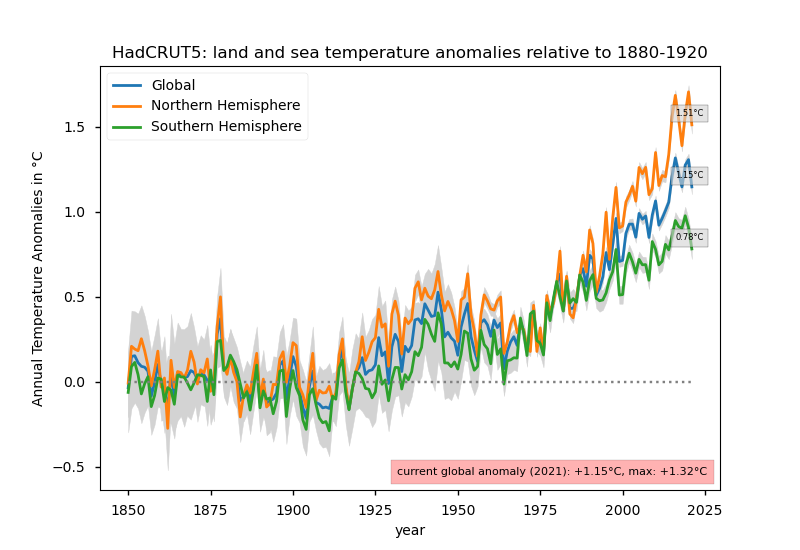 HadCRUT5: land and sea temperature anomalies relative to 1880-1920
Global
Northern Hemisphere
Southern Hemisphere
1.5
1.0
0.5
0.0
−0.5
Annual Temperature Anomalies in °C
1.51°C
1.15°C
0.78°C
current global anomaly (2021): +1.15°C, max: +1.32°C
1850 1875 1900 1925 1950 1975 2000 2025
year